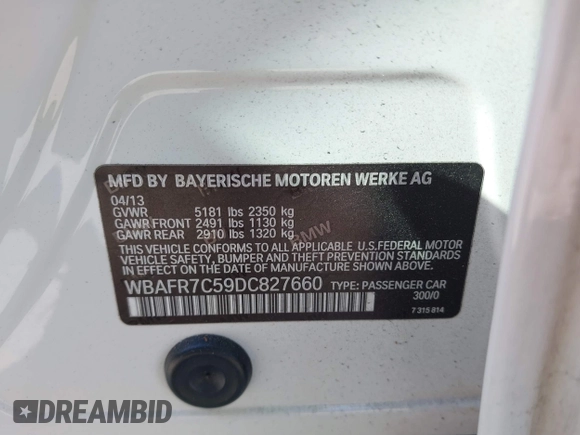 MFD BY BAYERISCHE MOTOREN WERKE AG
04/13
GVWR 5181 lbs 2350 kg
GAWR FRONT 2491 lbs 1130 kg
GAWR REAR 2910 lbs 1320 kg
THIS VEHICLE CONFORMS TO ALL APPLICABLE U.S.FEDERAL MOTOR
VEHICLE SAFETY, BUMPER AND THEFT PREVENTION STANDARDS
IN EFFECT ON THE DATE OF MANUFACTURE SHOWN ABOVE.
WBAFR7C59DC827660 TYPE: PASSENGER CAR
300/0
7 315 814
DREAMBID